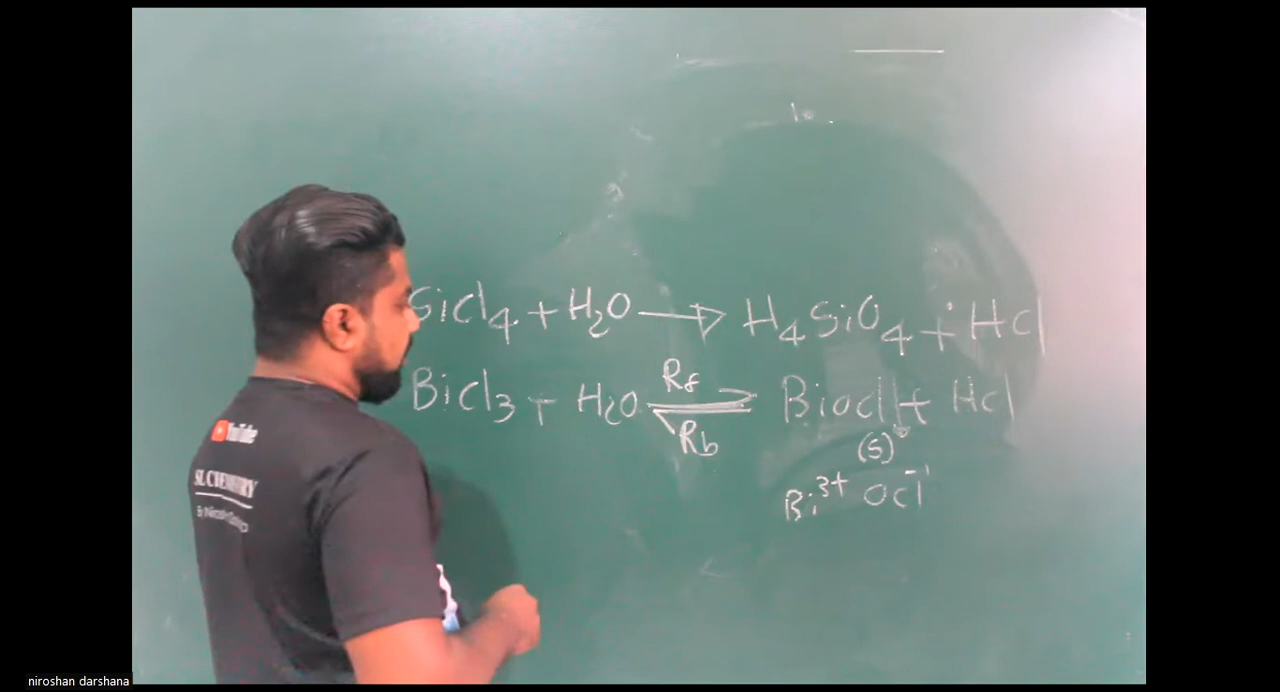 SiCl₄ + H₂O ⟶ H₄SiO₄ + HCl
Rf
BiCl₃ + H₂O ⇌ BiOCl↓ + HCl
Rb
(s)
Bi³⁺ OCl⁻¹
YouTube
SL CHEMISTRY
niroshan darshana